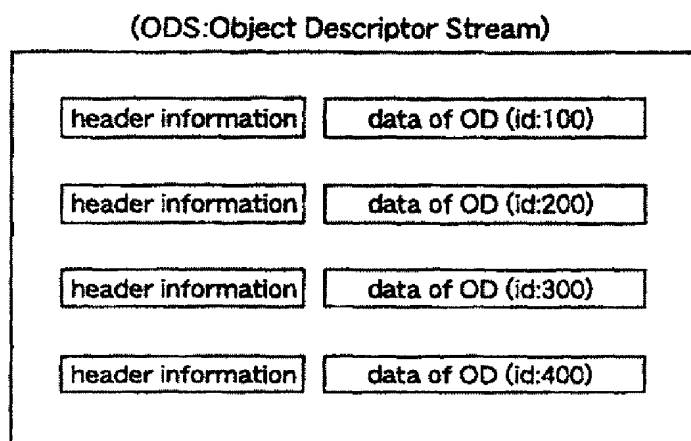 (ODS:Object Descriptor Stream)
header information data of OD (id:100)
header information data of OD (id:200)
header information data of OD (id:300)
header information data of OD (id:400)